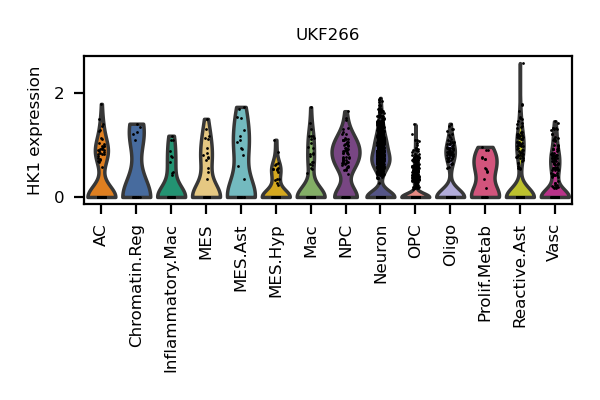 UKF266
HK1 expression
2
0
AC
Chromatin.Reg
Inflammatory.Mac
MES
MES.Ast
MES.Hyp
Mac
NPC
Neuron
OPC
Oligo
Prolif.Metab
Reactive.Ast
Vasc